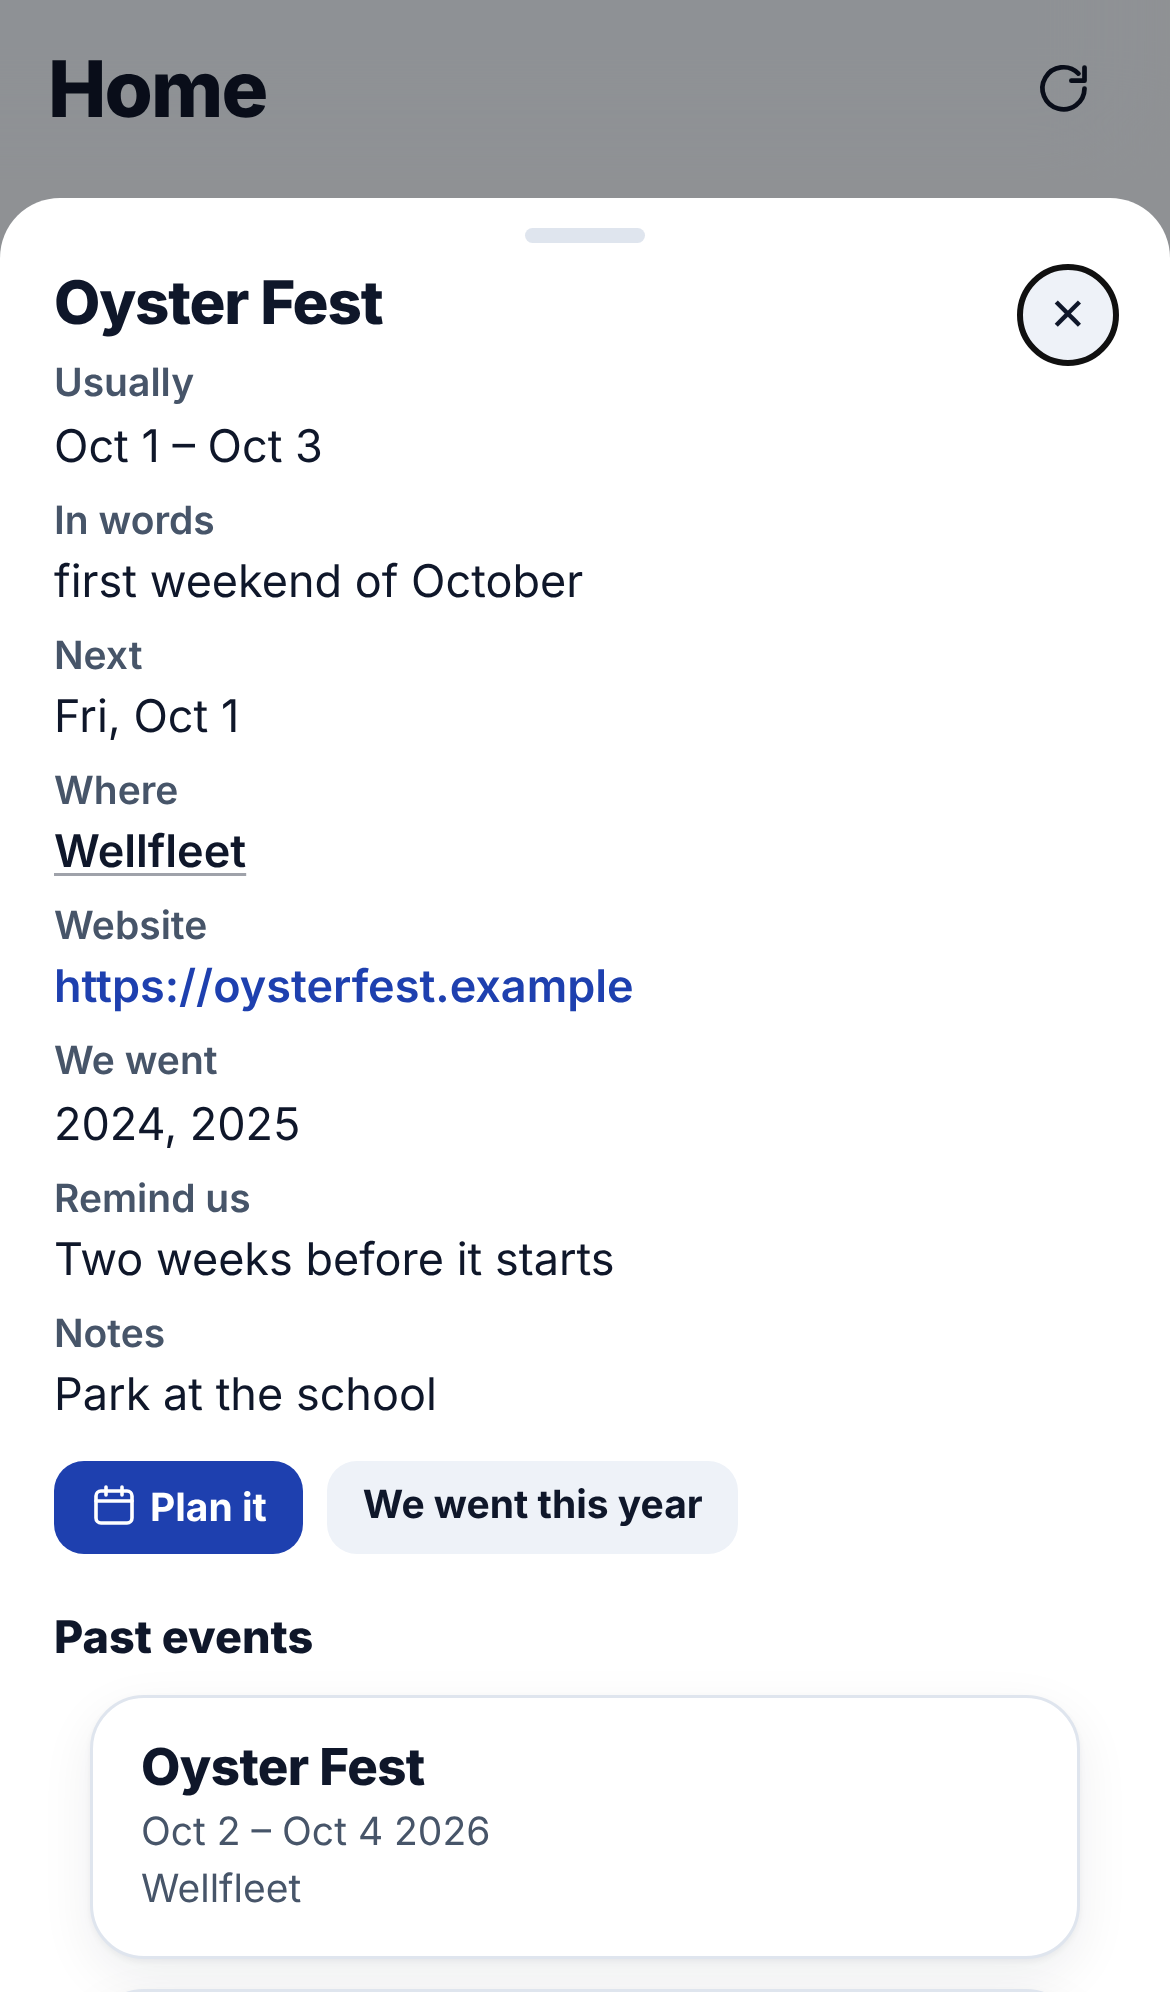 Home
Oyster Fest
Usually
Oct 1 – Oct 3
In words
first weekend of October
Next
Fri, Oct 1
Where
Wellfleet
Website
https://oysterfest.example
We went
2024, 2025
Remind us
Two weeks before it starts
Notes
Park at the school
Plan it
We went this year
Past events
Oyster Fest
Oct 2 – Oct 4 2026
Wellfleet